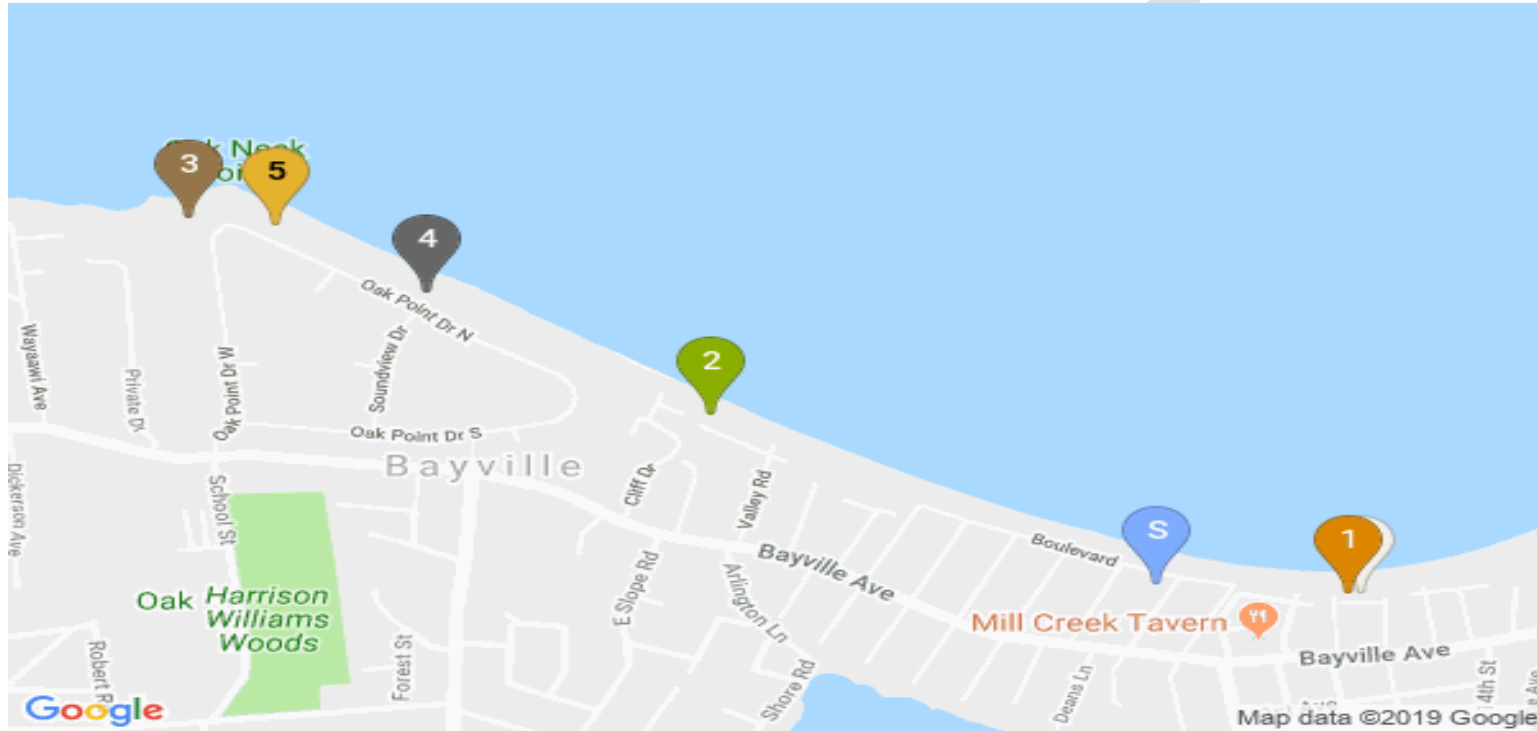 Oak Neck
3
5
4
Oak Point Dr N
Wayaawi Ave
Private Dr
Oak Point Dr W
Soundview Dr
2
Oak Point Dr S
Bayville
Dickerson Ave
School St
Cliff Dr
Valley Rd
Boulevard
S
1
Bayville Ave
E Slope Rd
Arlington Ln
Oak
Harrison
Williams
Woods
Mill Creek Tavern
Bayville Ave
Robert
Forest St
Shore Rd
Deans Ln
14th St
Google
Map data ©2019 Google